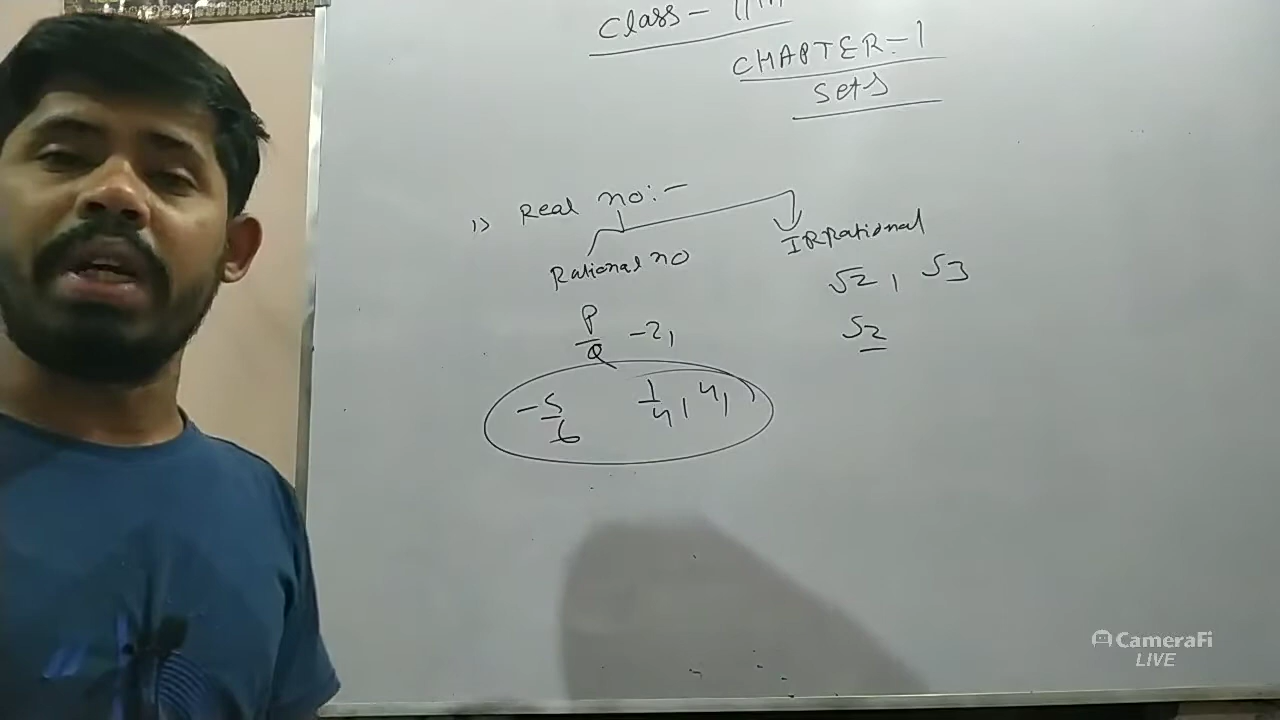 Class - 11th
CHAPTER - 1
Sets
1) Real no :-
Rational no
IRRational
√2, √3
P/Q -2,
√2
-5/6 1/4, 4,
CameraFi
LIVE